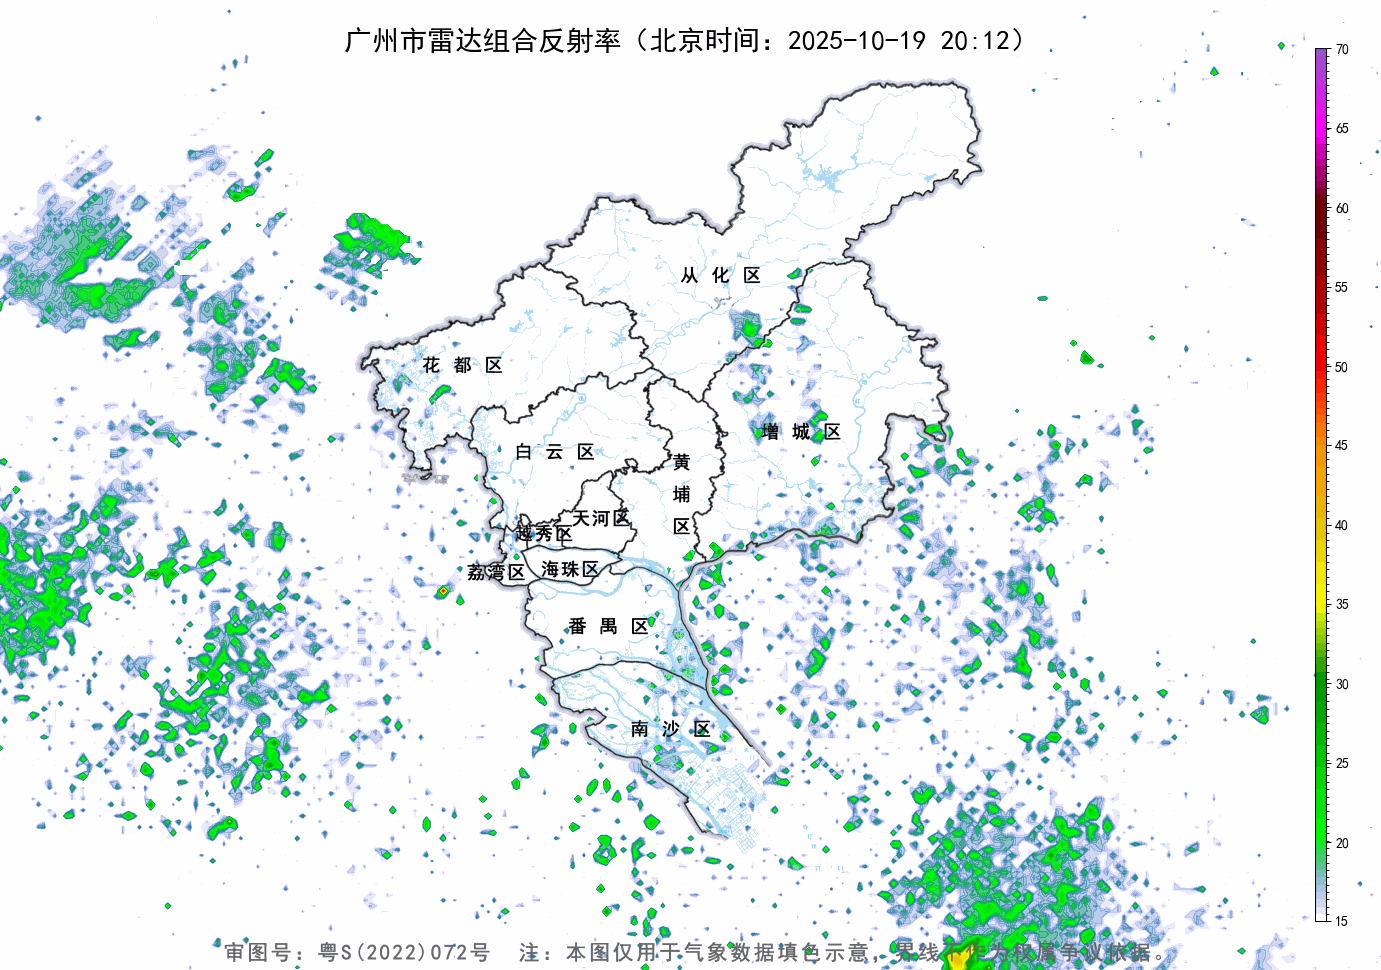 广州市雷达组合反射率（北京时间：2025-10-19 20:12）
70
65
60
55
50
45
40
35
30
25
20
15
从化区
花都区
增城区
白云区
黄埔区
天河区
越秀区
荔湾区
海珠区
番禺区
南沙区
审图号：粤S(2022)072号　注：本图仅用于气象数据填色示意，界线不作为权属争议依据。